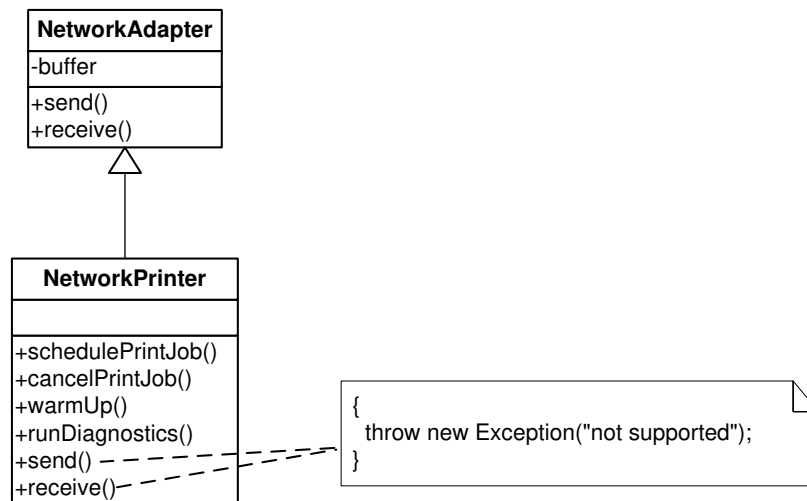 NetworkAdapter
-buffer
+send()
+receive()
NetworkPrinter
+schedulePrintJob()
+cancelPrintJob()
+warmUp()
+runDiagnostics()
+send()
+receive()
{
throw new Exception("not supported");
}